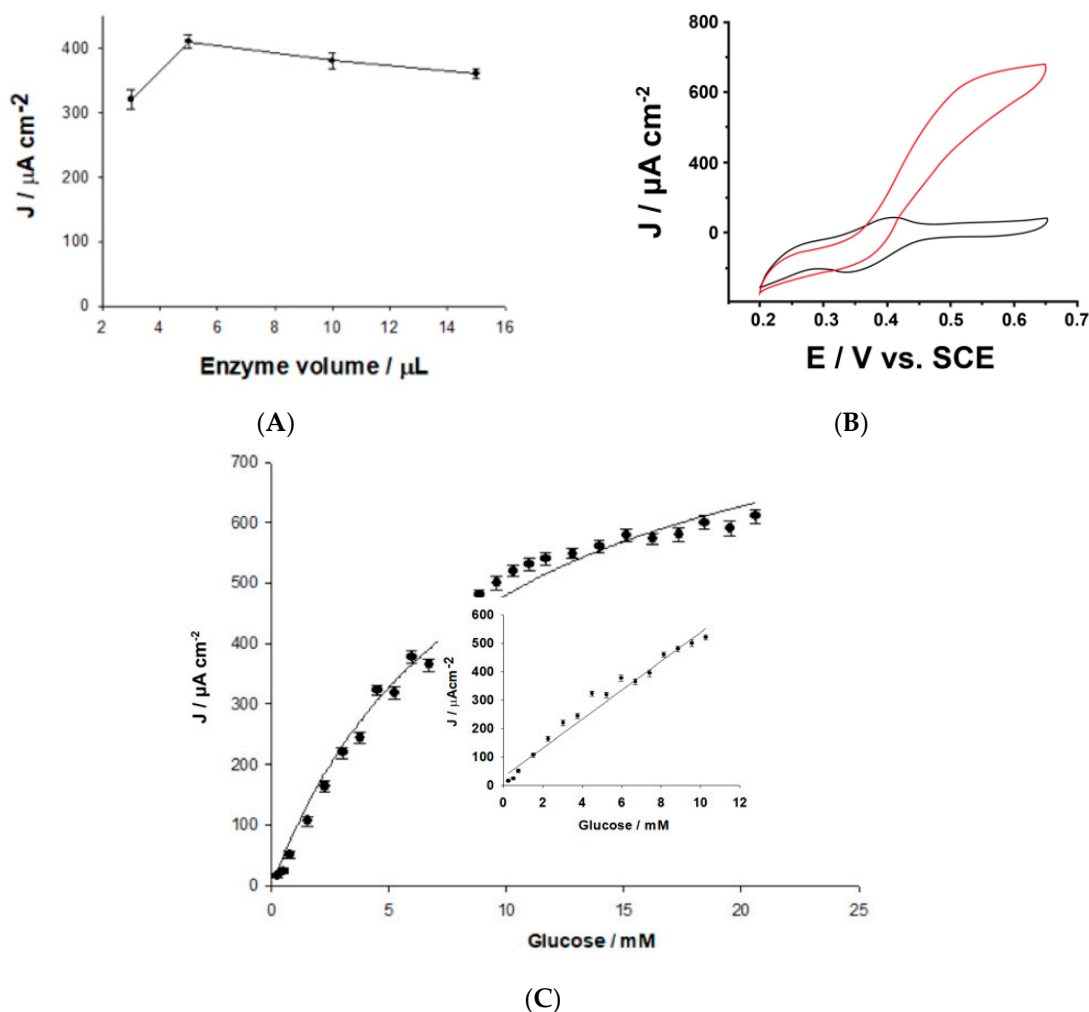 400
300
200
100
0
2 4 6 8 10 12 14 16
J / μA cm-2
Enzyme volume / μL
(A)
800
600
400
200
0
0.2 0.3 0.4 0.5 0.6 0.7
J / μA cm-2
E / V vs. SCE
(B)
700
600
500
400
300
200
100
0
0 5 10 15 20 25
J / μA cm-2
Glucose / mM
600
500
400
300
200
100
0
0 2 4 6 8 10 12
J / μAcm-2
Glucose / mM
(C)